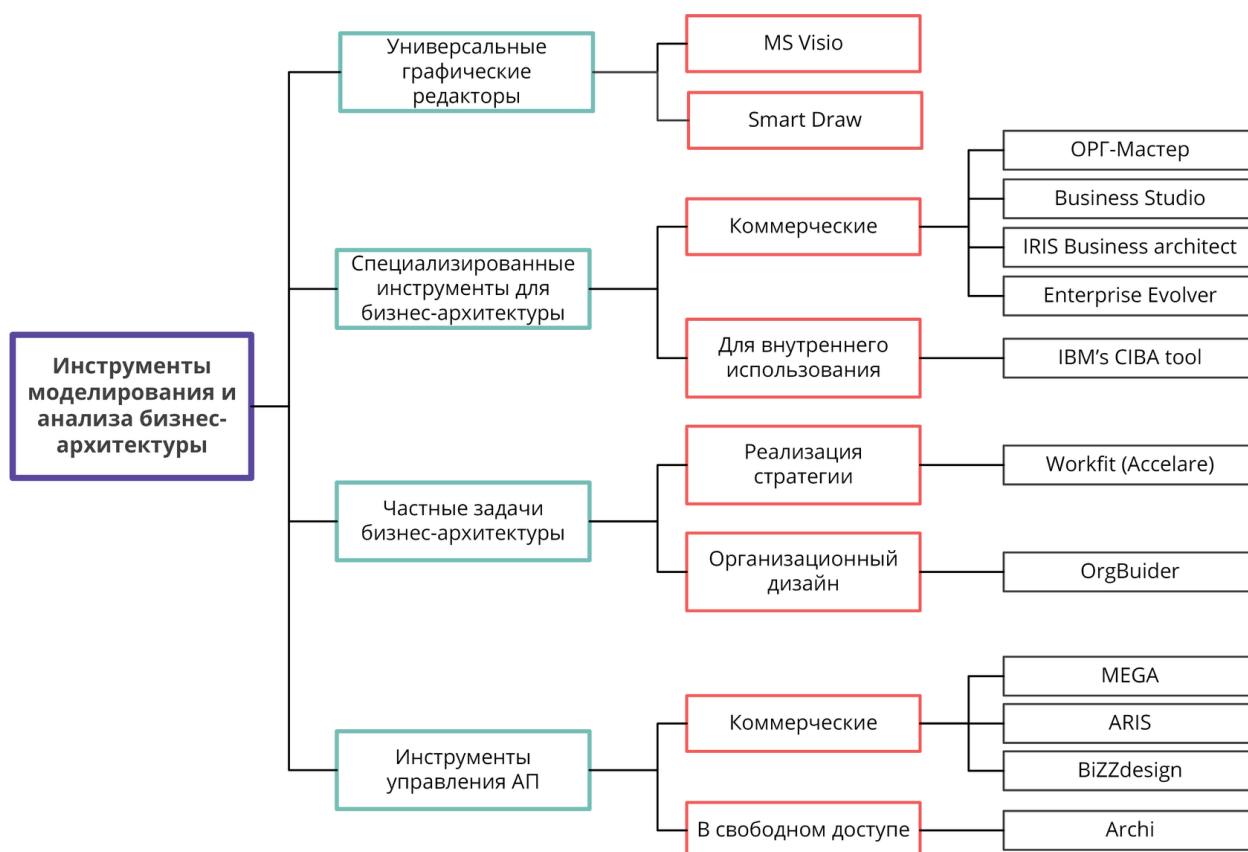 Инструменты
моделирования и
анализа бизнес-
архитектуры
Универсальные
графические
редакторы
MS Visio
Smart Draw
Специализированные
инструменты для
бизнес-архитектуры
Коммерческие
ОРГ-Мастер
Business Studio
IRIS Business architect
Enterprise Evolver
Для внутреннего
использования
IBM’s CIBA tool
Частные задачи
бизнес-архитектуры
Реализация
стратегии
Workfit (Accelare)
Организационный
дизайн
OrgBuider
Инструменты
управления АП
Коммерческие
MEGA
ARIS
BiZZdesign
В свободном доступе
Archi